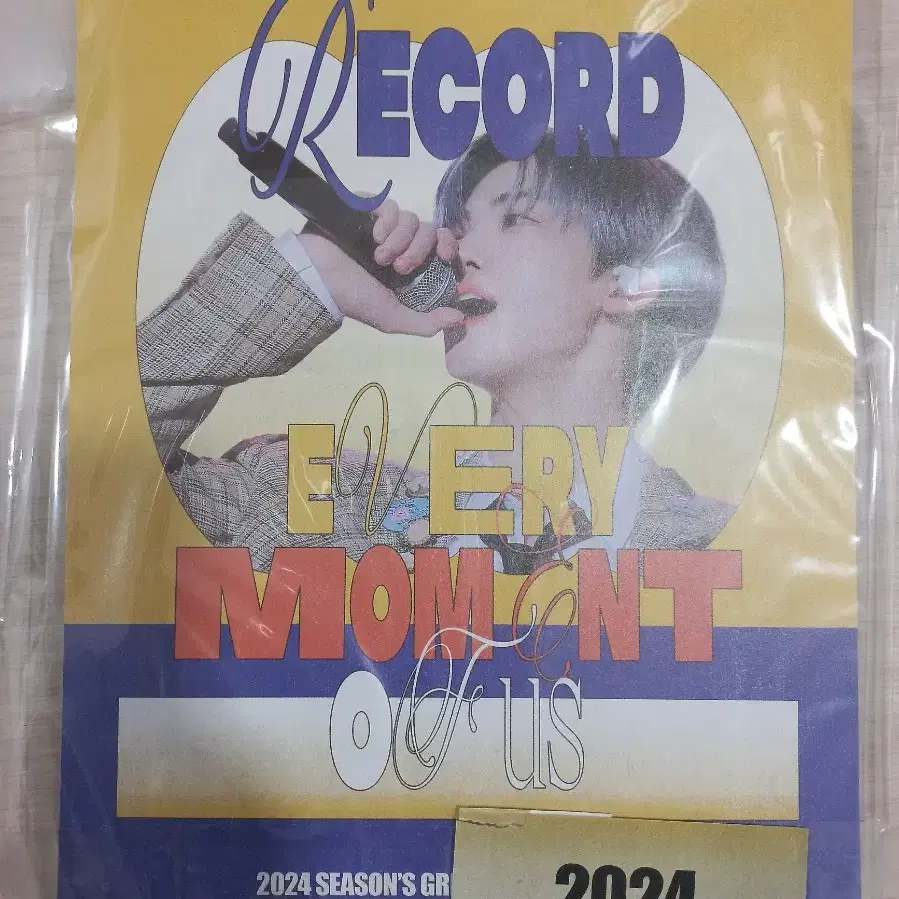 RECORD
EVERY
MOMENT
OF us
2024 SEASON'S GR
2024